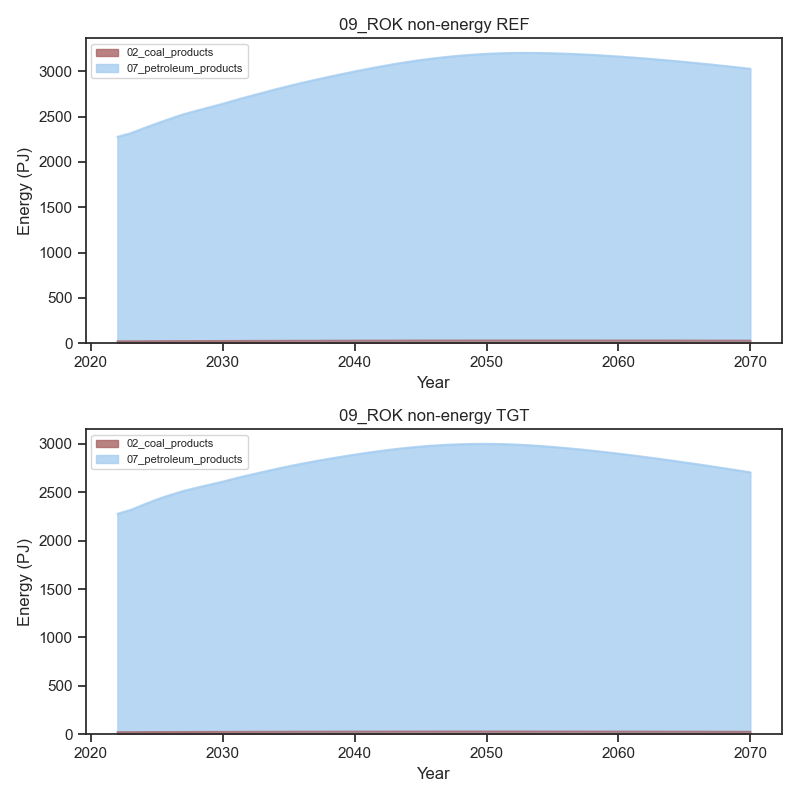 09_ROK non-energy REF
02_coal_products
07_petroleum_products
3000
2500
2000
1500
1000
500
0
Energy (PJ)
2020 2030 2040 2050 2060 2070
Year
09_ROK non-energy TGT
02_coal_products
07_petroleum_products
3000
2500
2000
1500
1000
500
0
Energy (PJ)
2020 2030 2040 2050 2060 2070
Year